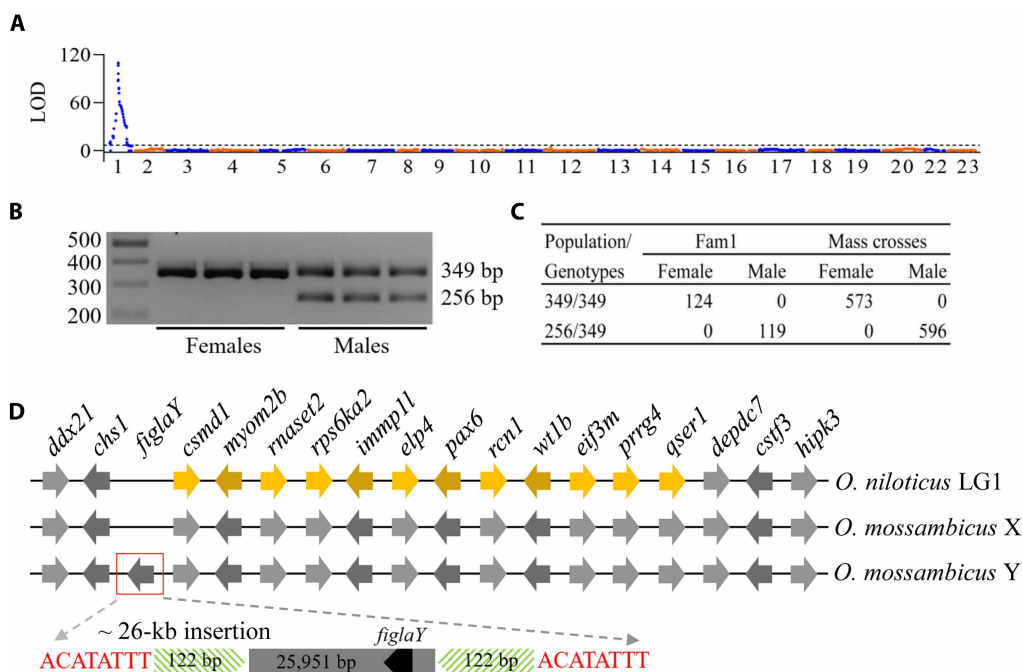 A
LOD
120
60
0
1 2 3 4 5 6 7 8 9 10 11 12 13 14 15 16 17 18 19 20 22 23
B
500
400
300
200
349 bp
256 bp
Females Males
C
Population/ Fam1 Mass crosses
Genotypes Female Male Female Male
349/349 124 0 573 0
256/349 0 119 0 596
D
ddx21 chs1 figlaY csmd1 myom2b rnaset2 rps6ka2 immp1l elp4 pax6 rcn1 wt1b eif3m prrg4 qser1 depdc7 cstf3 hipk3
O. niloticus LG1
O. mossambicus X
O. mossambicus Y
~ 26-kb insertion figlaY
ACATATTT 122 bp 25,951 bp 122 bp ACATATTT